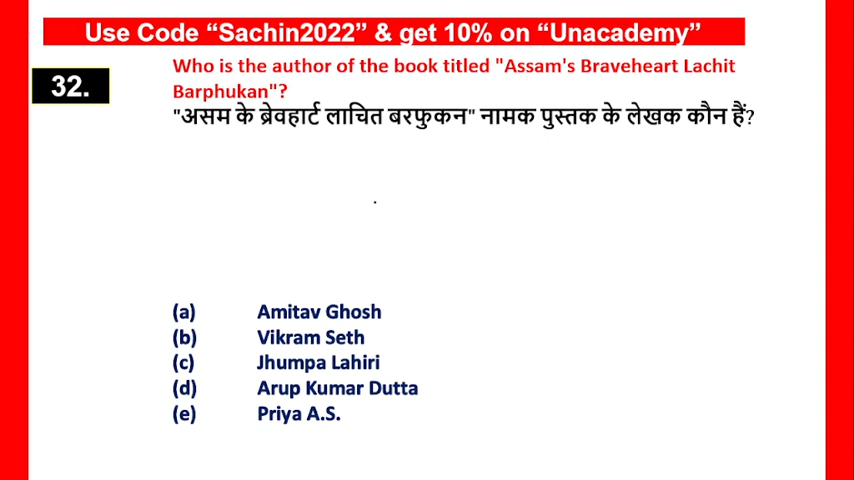 Use Code “Sachin2022” & get 10% on “Unacademy”
32.
Who is the author of the book titled "Assam's Braveheart Lachit
Barphukan"?
"असम के ब्रेवहार्ट लाचित बरफुकन" नामक पुस्तक के लेखक कौन हैं?
(a) Amitav Ghosh
(b) Vikram Seth
(c) Jhumpa Lahiri
(d) Arup Kumar Dutta
(e) Priya A.S.